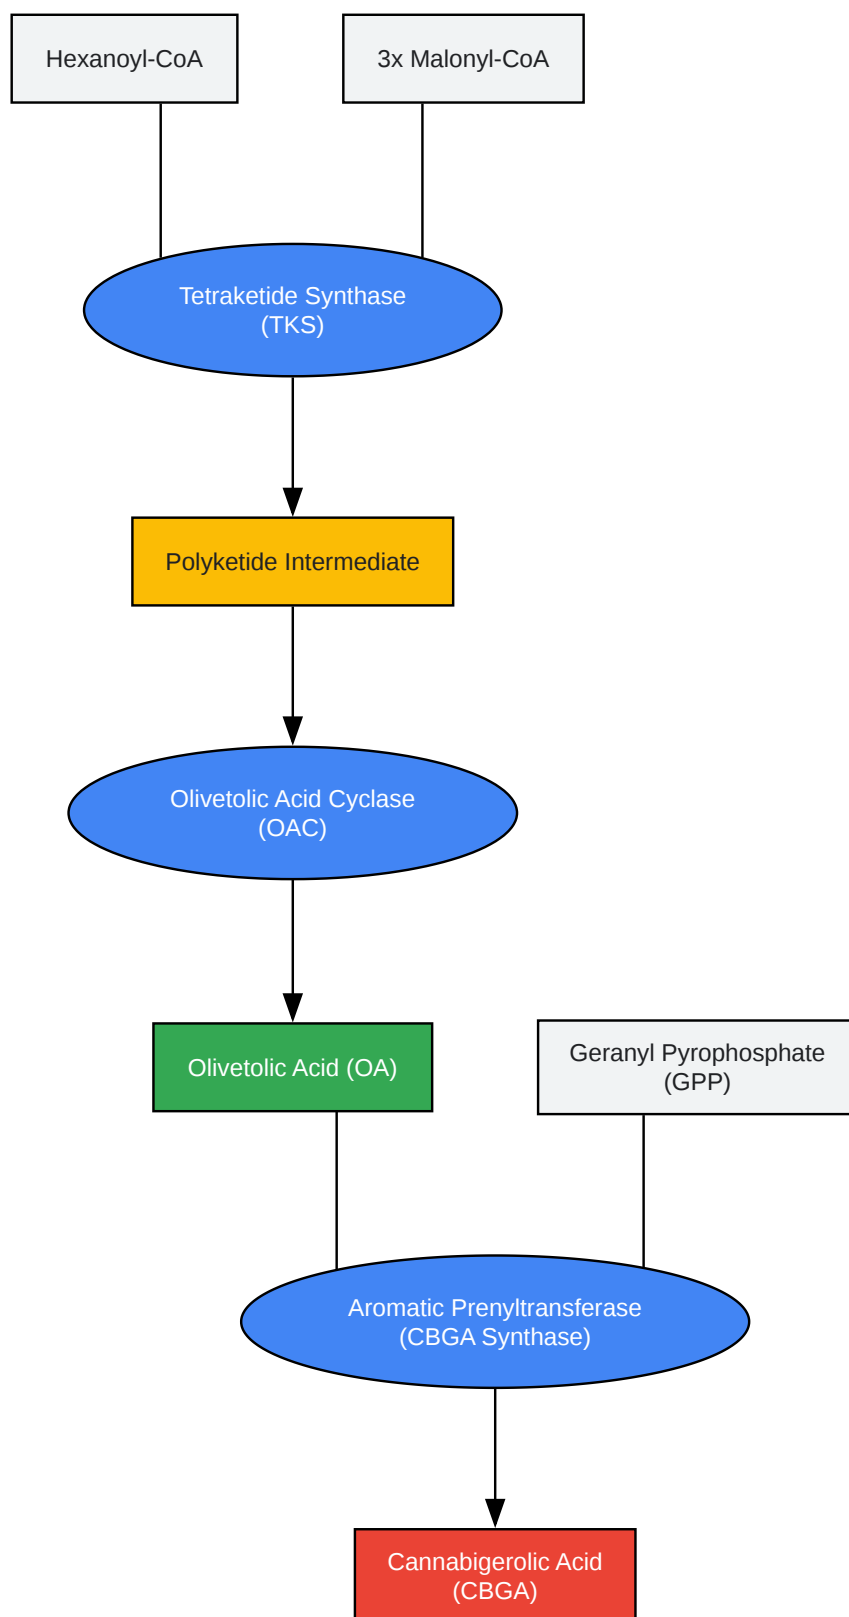 Hexanoyl-CoA
3x Malonyl-CoA
Tetraketide Synthase
(TKS)
Polyketide Intermediate
Olivetolic Acid Cyclase
(OAC)
Olivetolic Acid (OA)
Geranyl Pyrophosphate
(GPP)
Aromatic Prenyltransferase
(CBGA Synthase)
Cannabigerolic Acid
(CBGA)